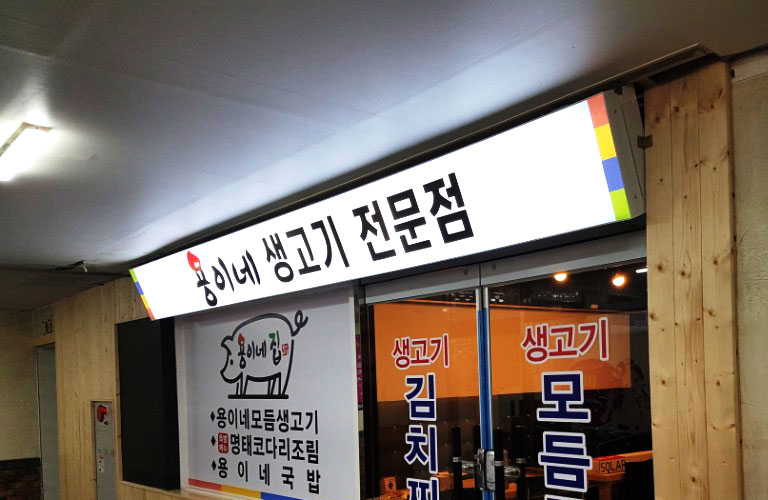 용이네 생고기 전문점
용이네 집
용이네모듬생고기
명태코다리조림
용이네국밥
생고기
김치찌
생고기
모듬
SOLAR